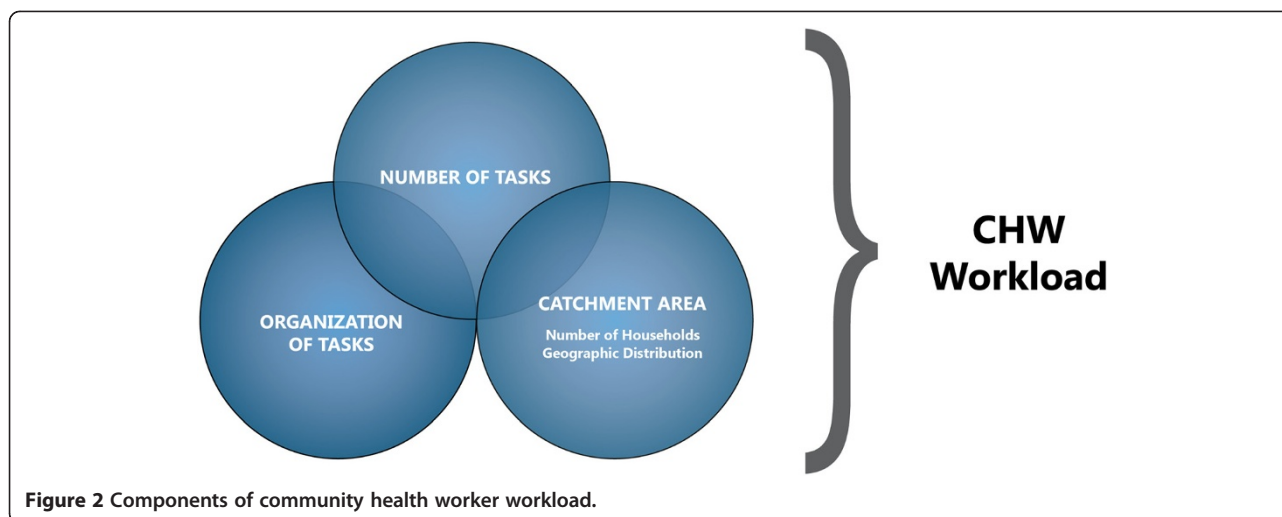 NUMBER OF TASKS
ORGANIZATION
OF TASKS
CATCHMENT AREA
Number of Households
Geographic Distribution
CHW
Workload
Figure 2 Components of community health worker workload.